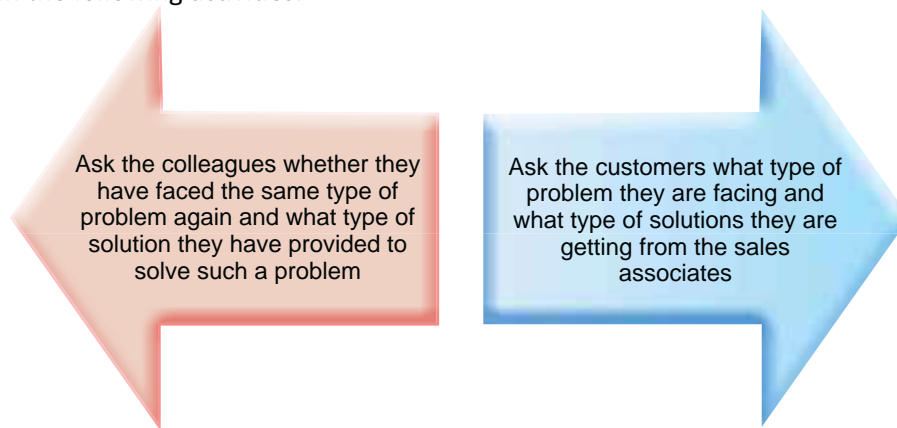 the following activities.
Ask the colleagues whether they
have faced the same type of
problem again and what type of
solution they have provided to
solve such a problem
Ask the customers what type of
problem they are facing and
what type of solutions they are
getting from the sales
associates